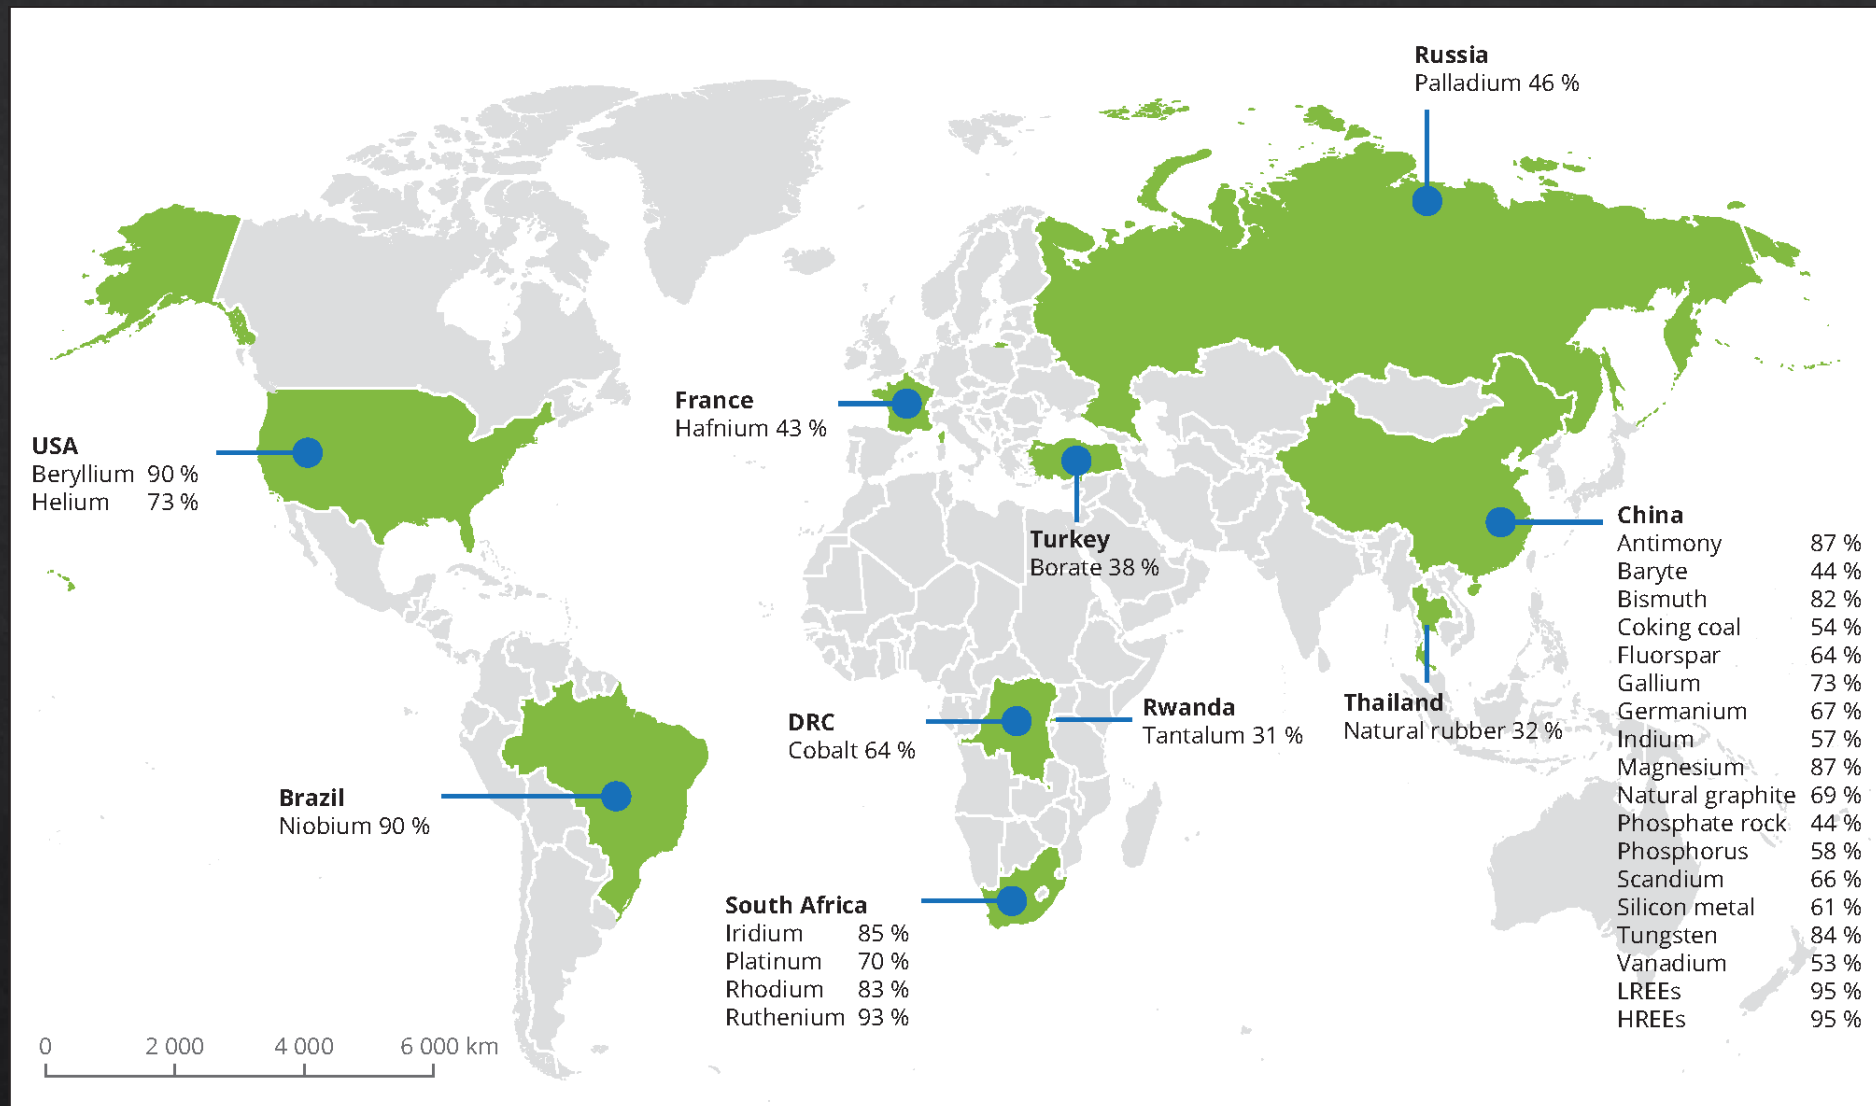 Russia
Palladium 46 %
France
Hafnium 43 %
USA
Beryllium 90 %
Helium 73 %
Turkey
Borate 38 %
China
Antimony 87 %
Baryte 44 %
Bismuth 82 %
Coking coal 54 %
Fluorspar 64 %
Gallium 73 %
Germanium 67 %
Indium 57 %
Magnesium 87 %
Natural graphite 69 %
Phosphate rock 44 %
Phosphorus 58 %
Scandium 66 %
Silicon metal 61 %
Tungsten 84 %
Vanadium 53 %
LREEs 95 %
HREEs 95 %
Thailand
Natural rubber 32 %
Rwanda
Tantalum 31 %
DRC
Cobalt 64 %
Brazil
Niobium 90 %
South Africa
Iridium 85 %
Platinum 70 %
Rhodium 83 %
Ruthenium 93 %
0 2 000 4 000 6 000 km